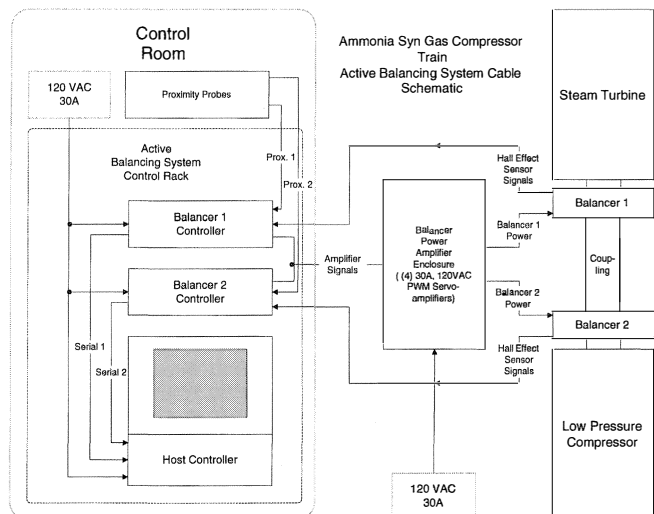 Control
Room
Ammonia Syn Gas Compressor
Train
Active Balancing System Cable
Schematic
120 VAC
30A
Proximity Probes
Steam Turbine
Active
Balancing System
Control Rack
Prox. 1
Prox. 2
Hall Effect
Sensor
Signals
Balancer 1
Controller
Balancer 1
Balancer 1
Power
Balancer
Power
Amplifier
Enclosure
( (4) 30A, 120VAC
PWM Servo-
amplifiers)
Amplifier
Signals
Coup-
ling
Balancer 2
Controller
Balancer 2
Power
Balancer 2
Serial 1
Serial 2
Hall Effect
Sensor
Signals
Low Pressure
Compressor
Host Controller
120 VAC
30A